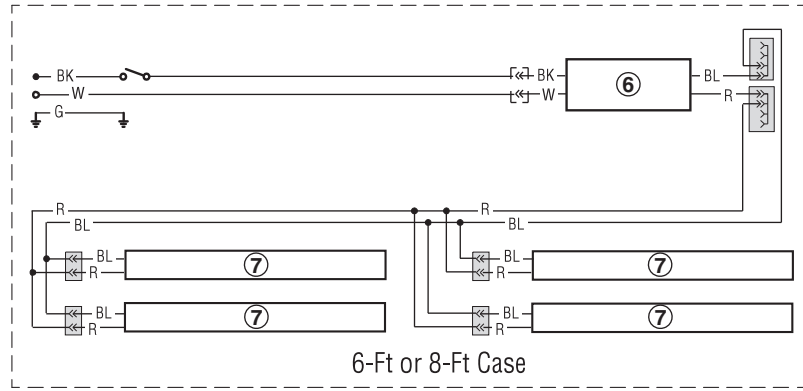 BK BK BL
6
W W R
G
R R
BL BL
BL 7 BL 7
R R
BL 7 BL 7
R R
6-Ft or 8-Ft Case